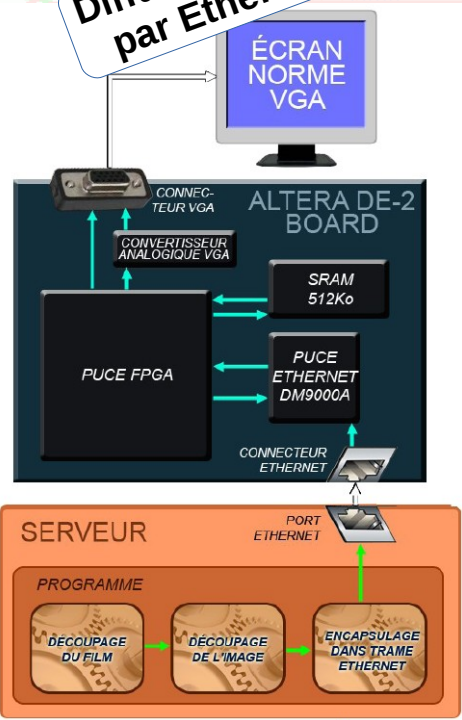 par Ether
ÉCRAN
NORME
VGA
CONNEC-
TEUR VGA
ALTERA DE-2
BOARD
CONVERTISSEUR
ANALOGIQUE VGA
SRAM
512Ko
PUCE FPGA
PUCE
ETHERNET
DM9000A
CONNECTEUR
ETHERNET
SERVEUR
PORT
ETHERNET
PROGRAMME
DÉCOUPAGE
DU FILM
DÉCOUPAGE
DE L'IMAGE
ENCAPSULAGE
DANS TRAME
ETHERNET